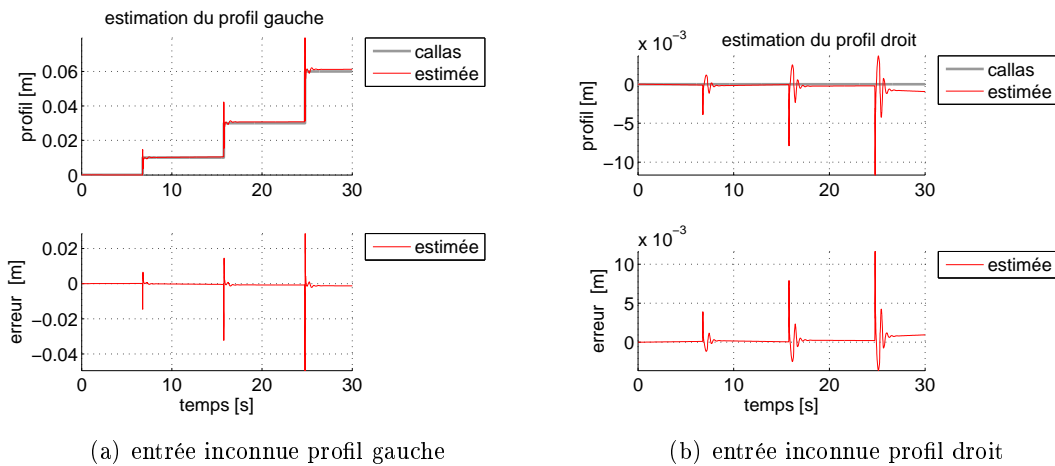 estimation du profil gauche
profil [m]
0.06
0.04
0.02
0
0 10 20 30
callas
estimée
erreur [m]
0.02
0
−0.02
−0.04
0 10 20 30
temps [s]
estimée
(a) entrée inconnue profil gauche
x 10⁻³
estimation du profil droit
profil [m]
0
−5
−10
0 10 20 30
callas
estimée
x 10⁻³
erreur [m]
10
5
0
0 10 20 30
temps [s]
estimée
(b) entrée inconnue profil droit